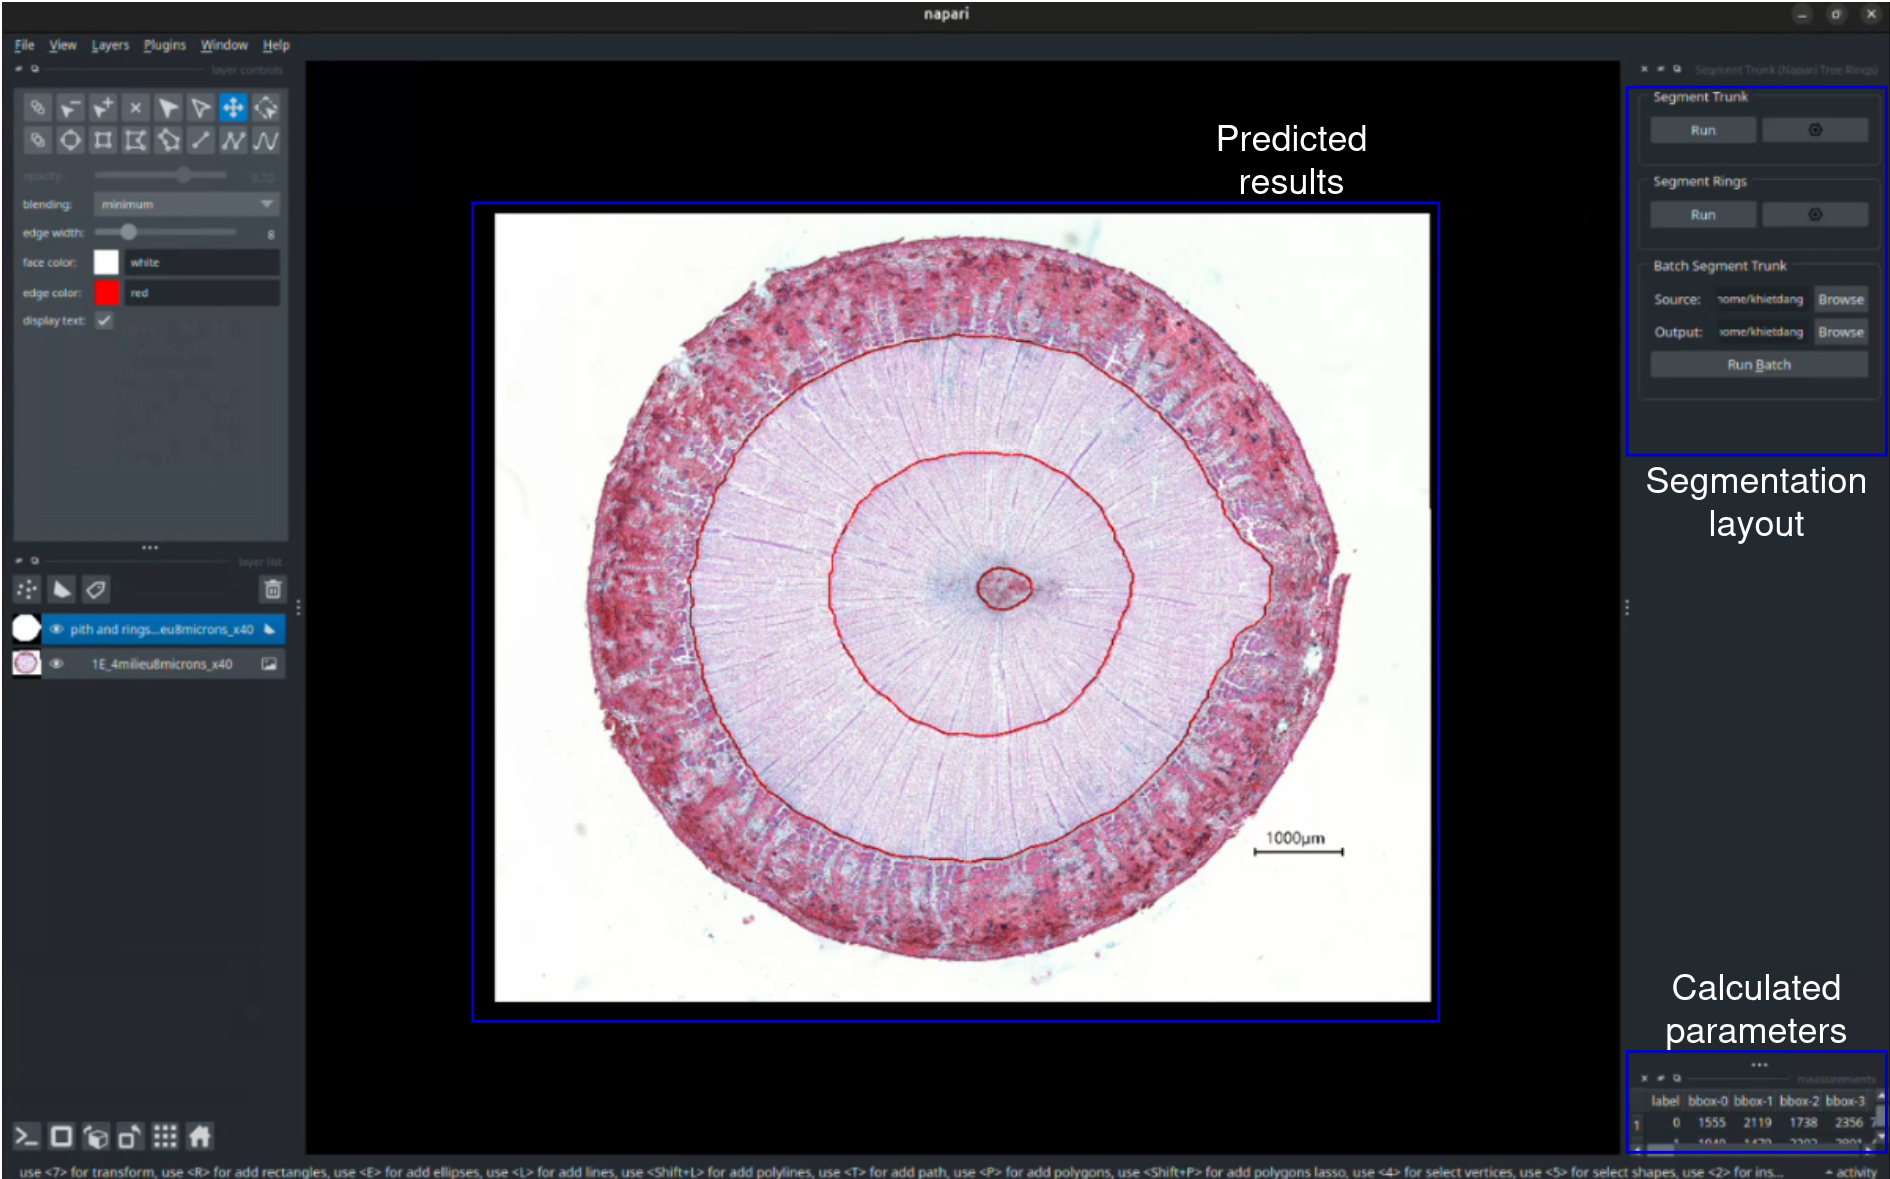 napari
File View Layers Plugins Window Help
layer controls
Segment Trunk (Napari Tree Rings)
opacity: 0.70
blending: minimum
edge width: 8
face color: white
edge color: red
display text:
layer list
pith and rings...eu8microns_x40
1E_4milieu8microns_x40
Predicted
results
1000µm
Segment Trunk
Run
Segment Rings
Run
Batch Segment Trunk
Source: ome/khietdang Browse
Output: ome/khietdang Browse
Run Batch
Segmentation
layout
Calculated
parameters
measurements
label bbox-0 bbox-1 bbox-2 bbox-3
1 0 1555 2119 1738 2356 7
use <7> for transform, use <R> for add rectangles, use <E> for add ellipses, use <L> for add lines, use <Shift+L> for add polylines, use <T> for add path, use <P> for add polygons, use <Shift+P> for add polygons lasso, use <4> for select vertices, use <5> for select shapes, use <2> for ins... activity